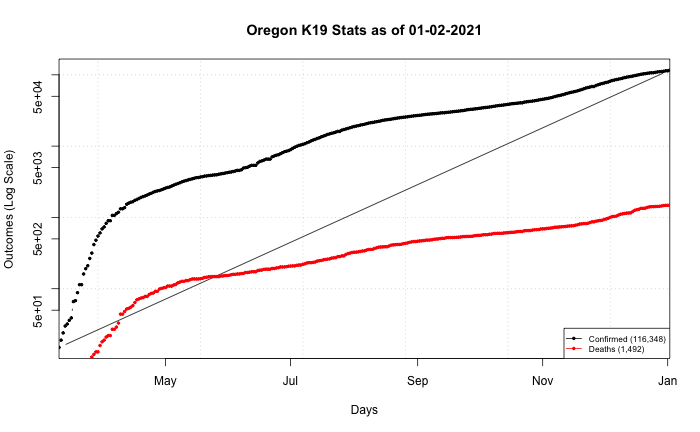 Oregon K19 Stats as of 01-02-2021
Outcomes (Log Scale)
5e+04
5e+03
5e+02
5e+01
Confirmed (116,348)
Deaths (1,492)
May Jul Sep Nov Jan
Days